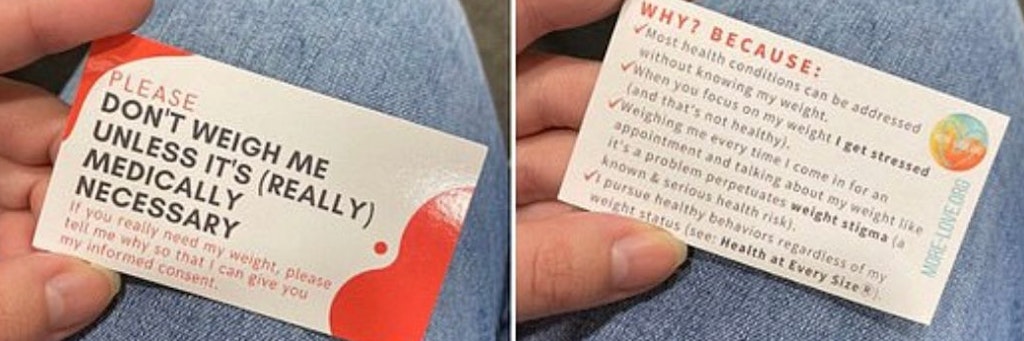 PLEASE
DON'T WEIGH ME
UNLESS IT'S (REALLY)
MEDICALLY
NECESSARY
If you really need my weight, please
tell me why so that I can give you
my informed consent.
WHY? BECAUSE:
✓Most health conditions can be addressed
without knowing my weight.
✓When you focus on my weight I get stressed
(and that's not healthy).
✓Weighing me every time I come in for an
appointment and talking about my weight like
it's a problem perpetuates weight stigma (a
known & serious health risk).
✓I pursue healthy behaviors regardless of my
weight status (see: Health at Every Size®).
MORE-LOVE.ORG